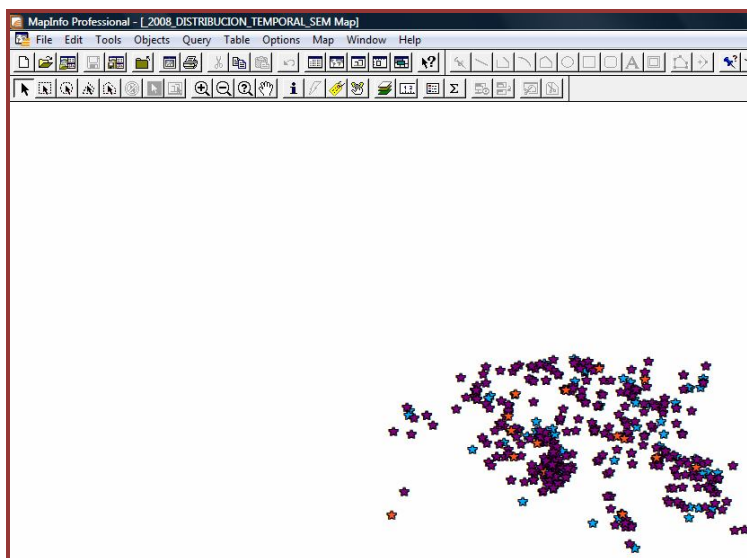 MapInfo Professional - [_2008_DISTRIBUCION_TEMPORAL_SEM Map]
File Edit Tools Objects Query Table Options Map Window Help